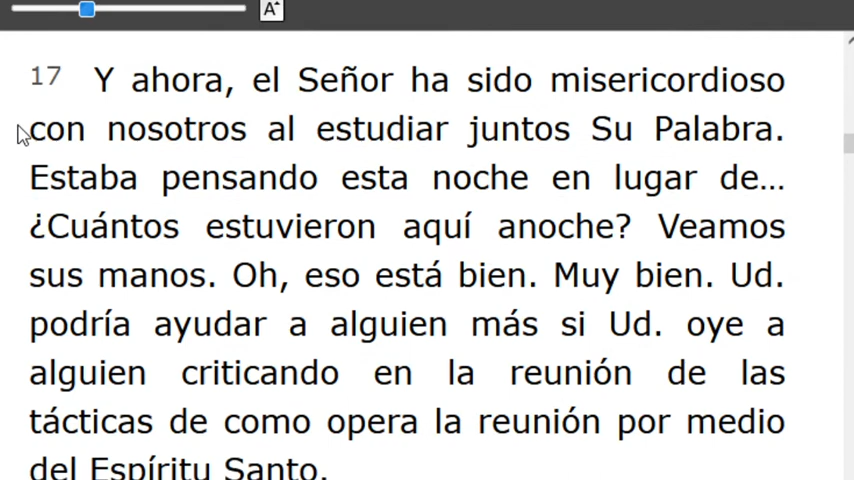 A
17 Y ahora, el Señor ha sido misericordioso
con nosotros al estudiar juntos Su Palabra.
Estaba pensando esta noche en lugar de...
¿Cuántos estuvieron aquí anoche? Veamos
sus manos. Oh, eso está bien. Muy bien. Ud.
podría ayudar a alguien más si Ud. oye a
alguien criticando en la reunión de las
tácticas de como opera la reunión por medio
del Espíritu Santo.